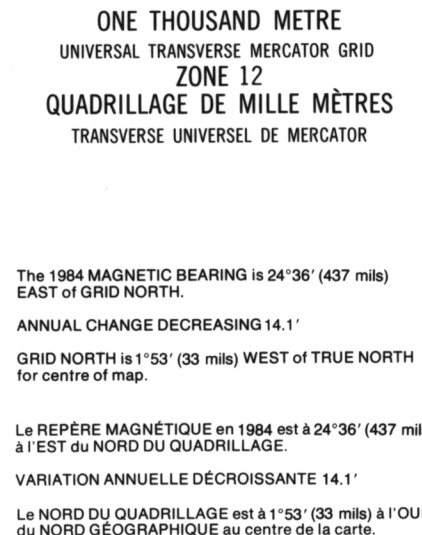 ONE THOUSAND METRE
UNIVERSAL TRANSVERSE MERCATOR GRID
ZONE 12
QUADRILLAGE DE MILLE MÈTRES
TRANSVERSE UNIVERSEL DE MERCATOR
The 1984 MAGNETIC BEARING is 24°36′ (437 mils)
EAST of GRID NORTH.
ANNUAL CHANGE DECREASING 14.1′
GRID NORTH is 1°53′ (33 mils) WEST of TRUE NORTH
for centre of map.
Le REPÈRE MAGNÉTIQUE en 1984 est à 24°36′ (437 mil
à l'EST du NORD DU QUADRILLAGE.
VARIATION ANNUELLE DÉCROISSANTE 14.1′
Le NORD DU QUADRILLAGE est à 1°53′ (33 mils) à l'OU
du NORD GÉOGRAPHIQUE au centre de la carte.